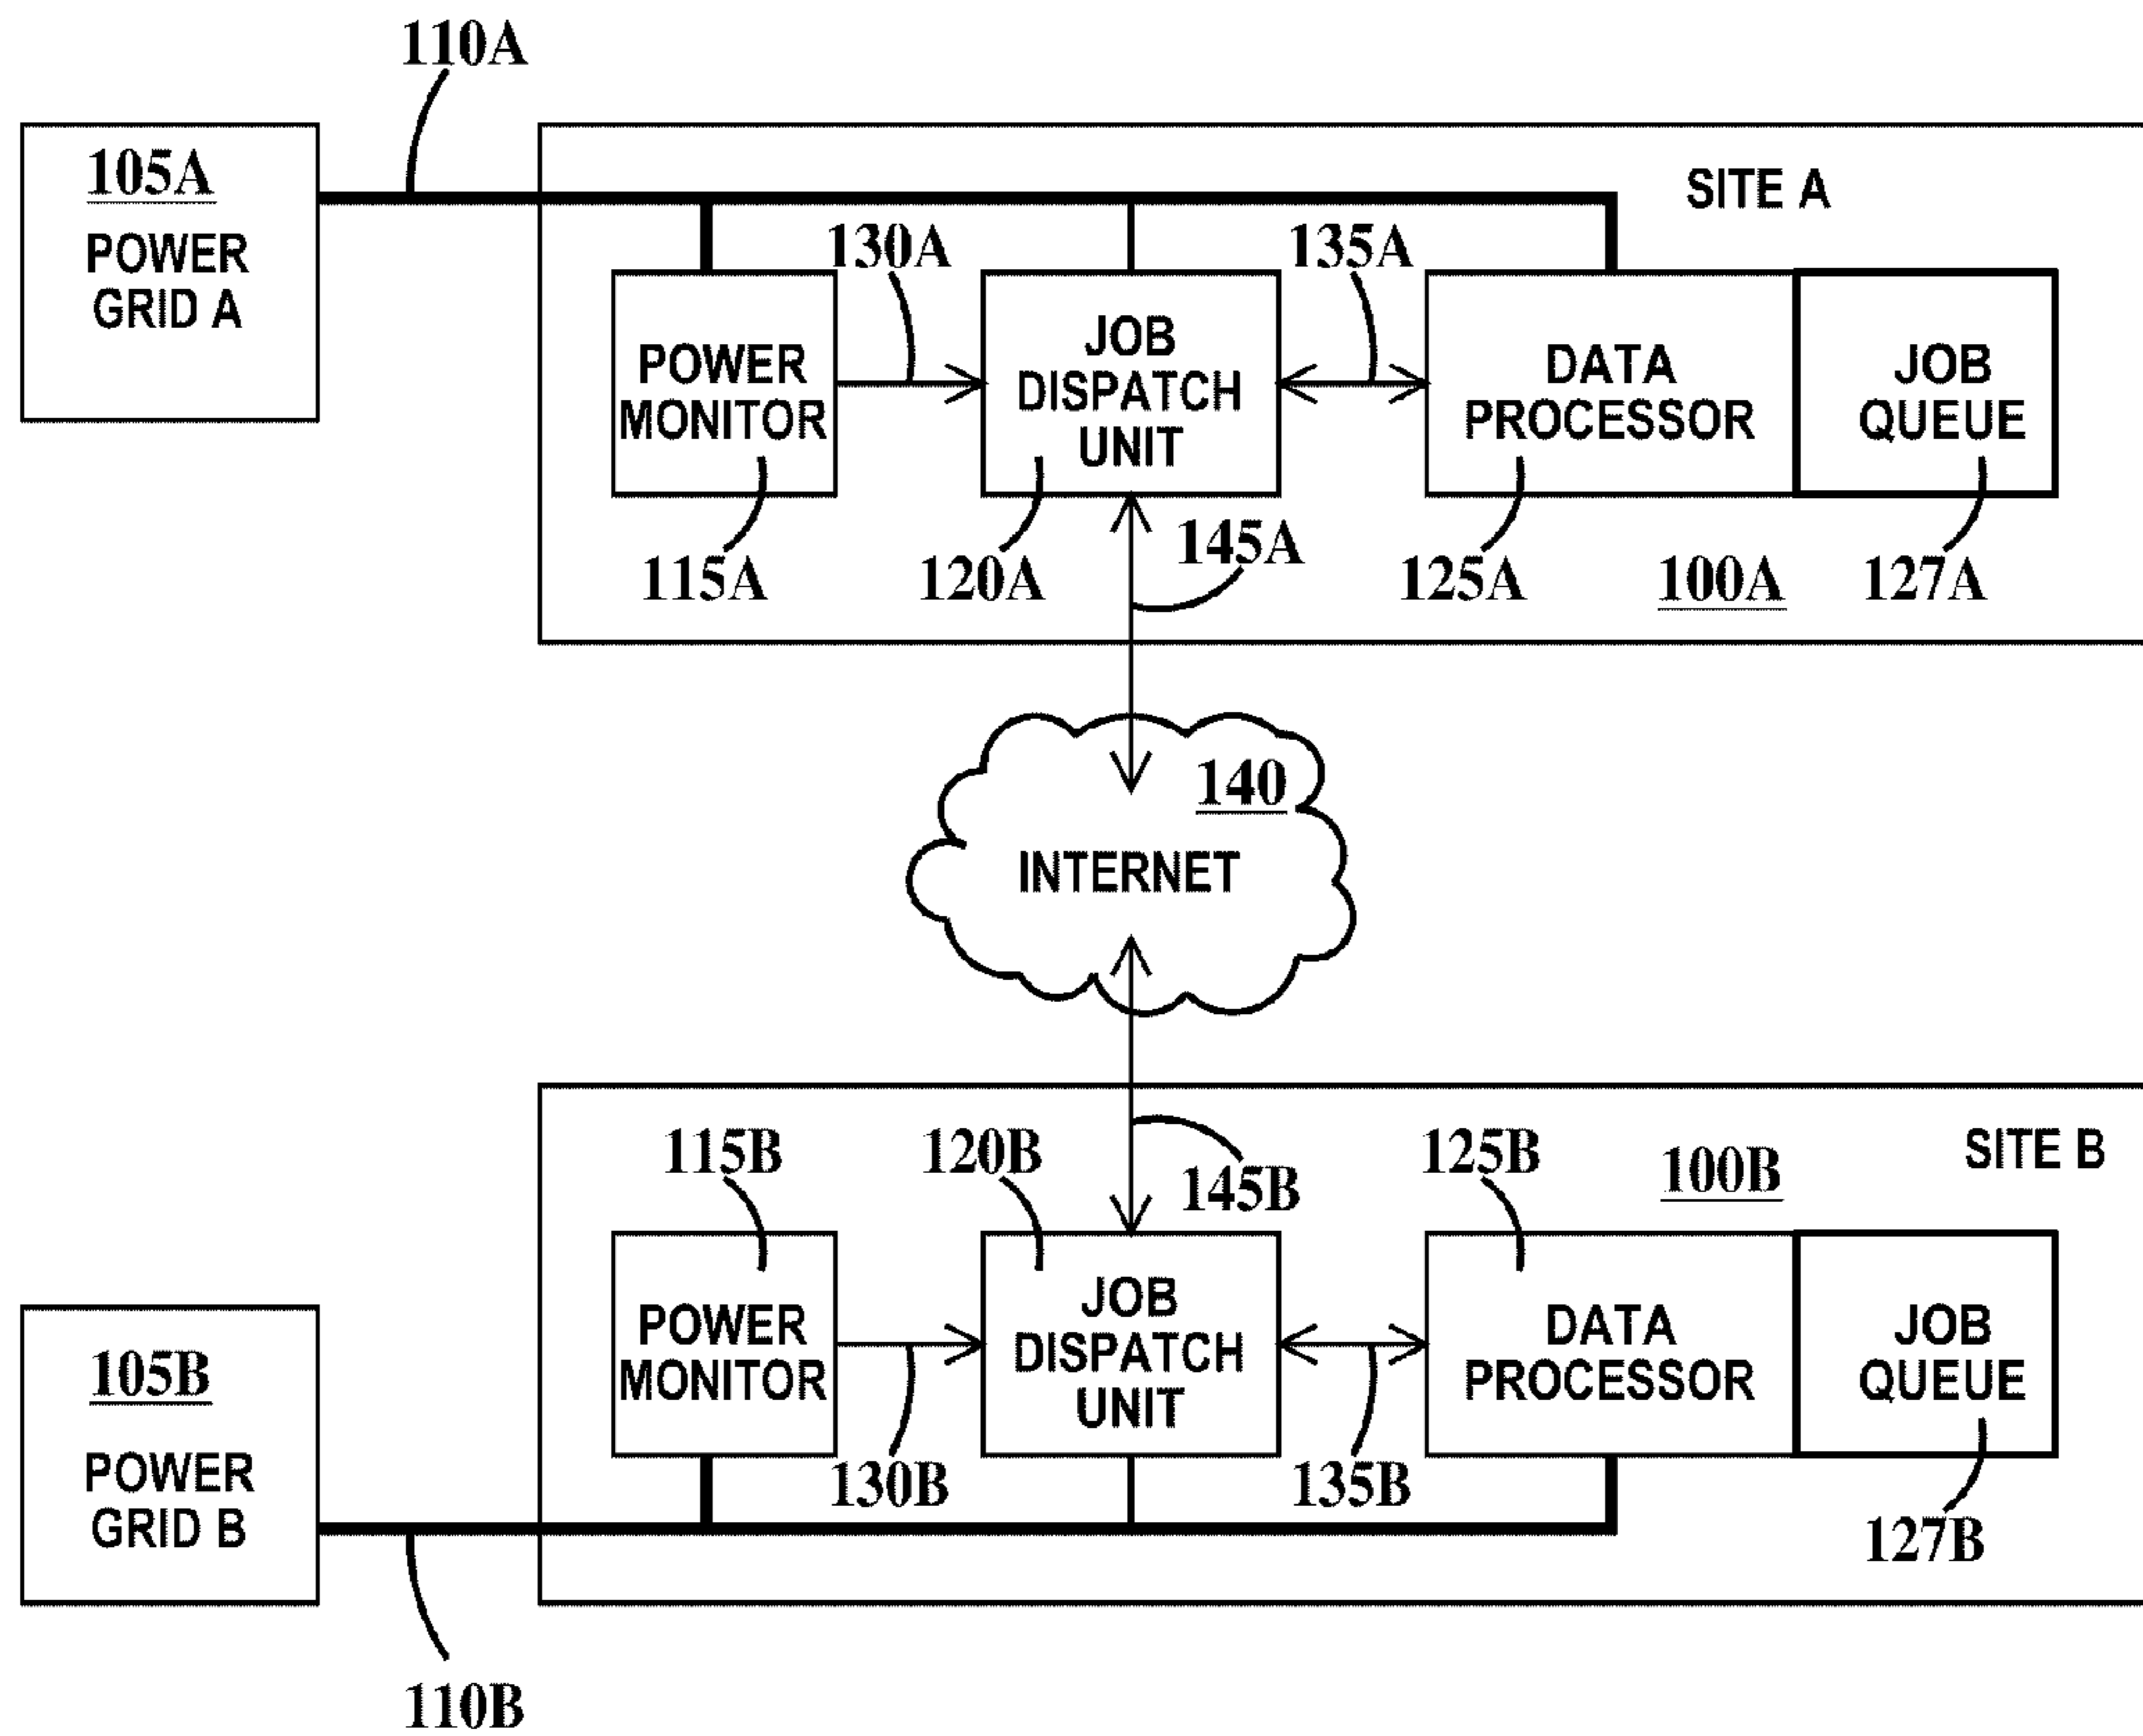 110A
105A
POWER
GRID A
SITE A
130A
135A
POWER
MONITOR
JOB
DISPATCH
UNIT
DATA
PROCESSOR
JOB
QUEUE
145A
115A
120A
125A
100A
127A
140
INTERNET
115B
120B
145B
125B
100B
SITE B
POWER
MONITOR
JOB
DISPATCH
UNIT
DATA
PROCESSOR
JOB
QUEUE
105B
POWER
GRID B
130B
135B
127B
110B